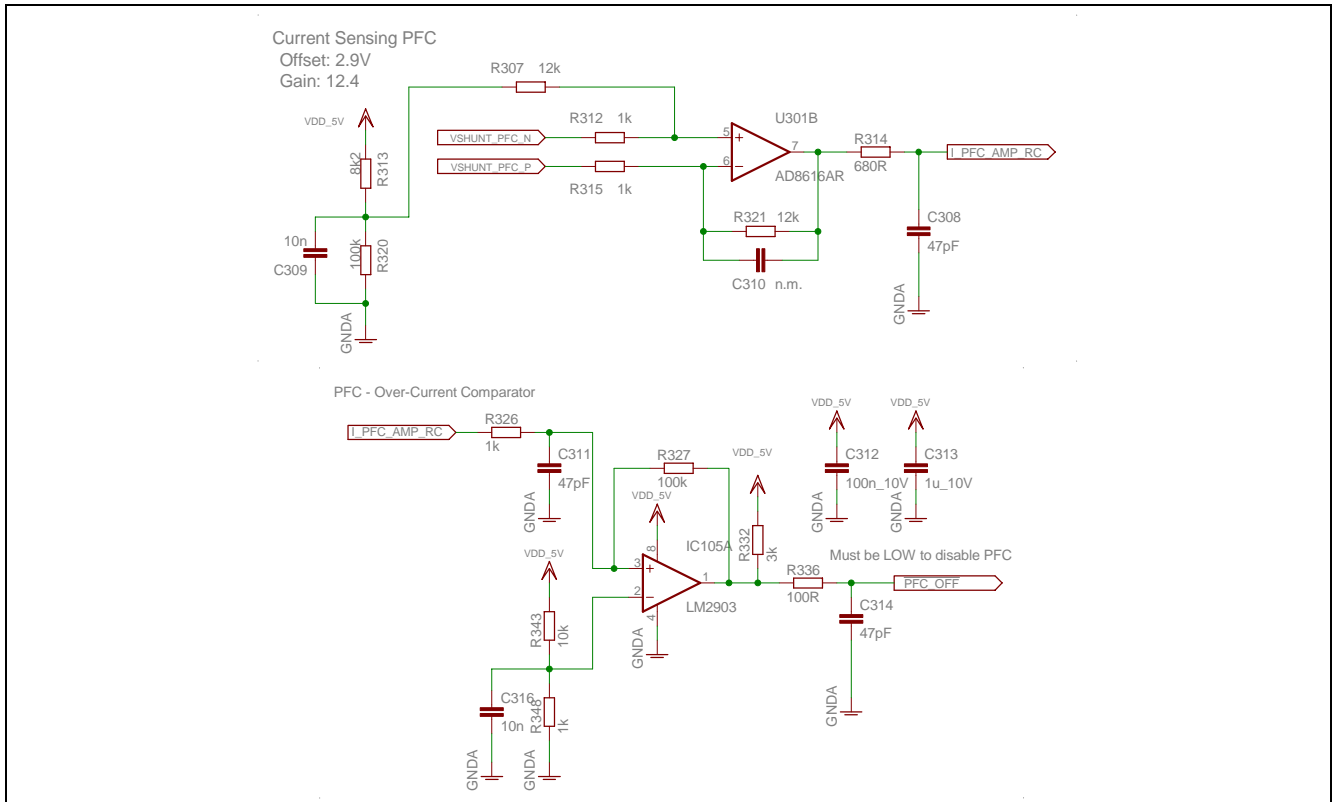 Current Sensing PFC
Offset: 2.9V
Gain: 12.4
R307 12k
VDD_5V
R312 1k
U301B
VSHUNT_PFC_N
5
+
7
R314
I_PFC_AMP_RC
680R
8k2
R313
VSHUNT_PFC_P
6
−
AD8616AR
R315 1k
R321 12k
C308
47pF
10n
C309
100k
R320
C310 n.m.
GNDA
GNDA
PFC - Over-Current Comparator
I_PFC_AMP_RC
R326
1k
C311
47pF
GNDA
R327
100k
VDD_5V
VDD_5V
VDD_5V
VDD_5V
C312
100n_10V
GNDA
C313
1u_10V
GNDA
R332
3k
8
IC105A
3
+
1
2
−
4
LM2903
GNDA
Must be LOW to disable PFC
R336
100R
PFC_OFF
C314
47pF
GNDA
VDD_5V
R343
10k
C316
10n
R348
1k
GNDA
GNDA